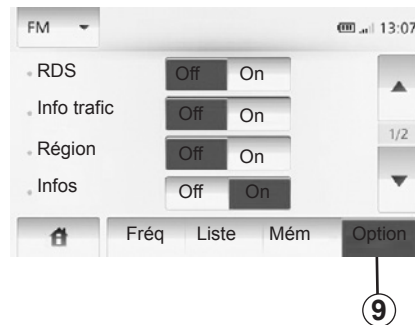 FM 13:07
RDS Off On
Info trafic Off On
1/2
Région Off On
Infos Off On
Fréq Liste Mém Option
9